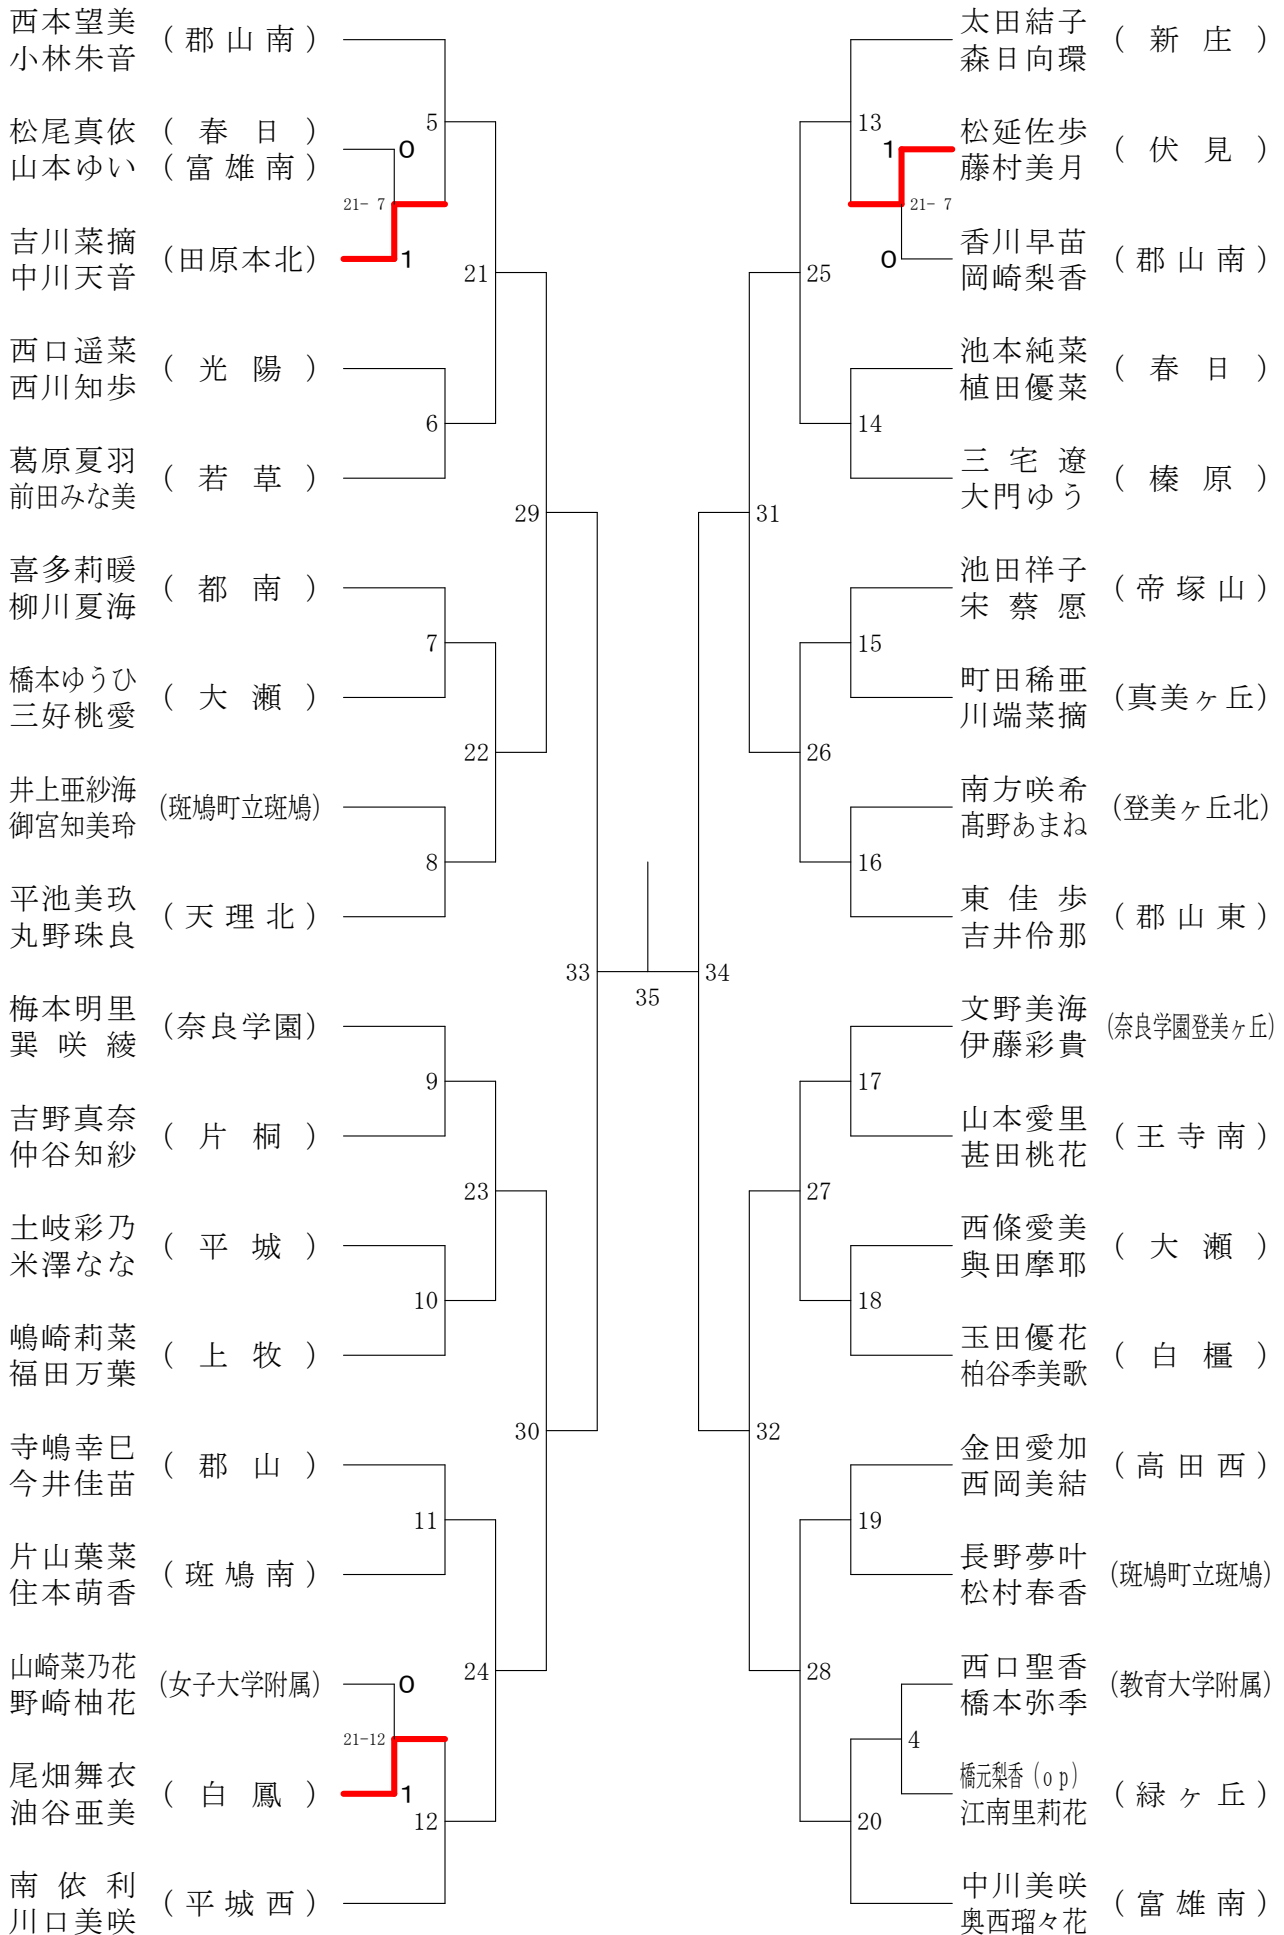 西本望美
小林朱音
(郡山南)
松尾真依 (春日)
山本ゆい (富雄南)
吉川菜摘
中川天音
(田原本北)
西口遥菜
西川知歩
(光陽)
葛原夏羽
前田みな美
(若草)
喜多莉暖
柳川夏海
(都南)
橋本ゆうひ
三好桃愛
(大瀬)
井上亜紗海
御宮知美玲
(斑鳩町立斑鳩)
平池美玖
丸野珠良
(天理北)
梅本明里
巽咲綾
(奈良学園)
吉野真奈
仲谷知紗
(片桐)
土岐彩乃
米澤なな
(平城)
嶋崎莉菜
福田万葉
(上牧)
寺嶋幸巳
今井佳苗
(郡山)
片山葉菜
住本萌香
(斑鳩南)
山崎菜乃花
野崎柚花
(女子大学附属)
尾畑舞衣
油谷亜美
(白鳳)
南依利
川口美咲
(平城西)
5
0
21- 7
1
21
6
29
7
22
8
33
9
23
10
30
11
24
0
21-12
1
12
35
34
13
1
21- 7
0
25
14
31
15
26
16
17
27
18
32
19
28
4
20
太田結子
森日向環
(新庄)
松延佐歩
藤村美月
(伏見)
香川早苗
岡崎梨香
(郡山南)
池本純菜
植田優菜
(春日)
三宅遼
大門ゆう
(榛原)
池田祥子
宋蔡愿
(帝塚山)
町田稀亜
川端菜摘
(真美ヶ丘)
南方咲希
髙野あまね
(登美ヶ丘北)
東佳歩
吉井伶那
(郡山東)
文野美海
伊藤彩貴
(奈良学園登美ヶ丘)
山本愛里
甚田桃花
(王寺南)
西條愛美
與田摩耶
(大瀬)
玉田優花
柏谷季美歌
(白橿)
金田愛加
西岡美結
(高田西)
長野夢叶
松村春香
(斑鳩町立斑鳩)
西口聖香
橋本弥季
(教育大学附属)
橋元梨香(op)
江南里莉花
(緑ヶ丘)
中川美咲
奥西瑠々花
(富雄南)